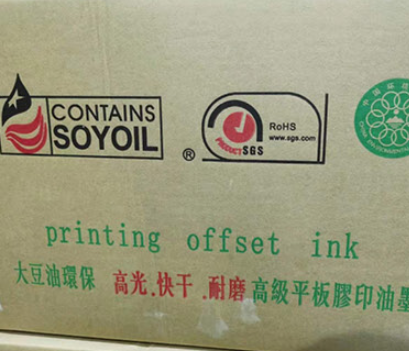 CONTAINS
SOYOIL
®
RoHS
www.sgs.com
PRODUCT SGS
printing offset ink
大豆油環保 高光.快干.耐磨 高級平板膠印油墨